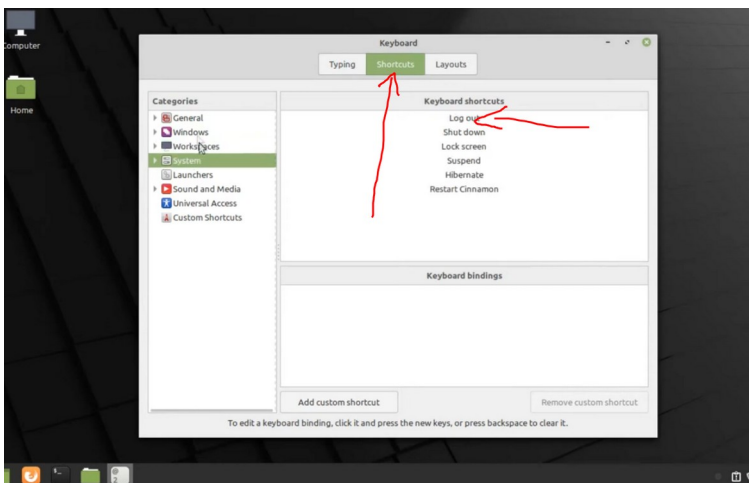 Computer
Home
Keyboard
Typing
Shortcuts
Layouts
Categories
General
Windows
Workspaces
System
Launchers
Sound and Media
Universal Access
Custom Shortcuts
Keyboard shortcuts
Log out
Shut down
Lock screen
Suspend
Hibernate
Restart Cinnamon
Keyboard bindings
Add custom shortcut
Remove custom shortcut
To edit a keyboard binding, click it and press the new keys, or press backspace to clear it.